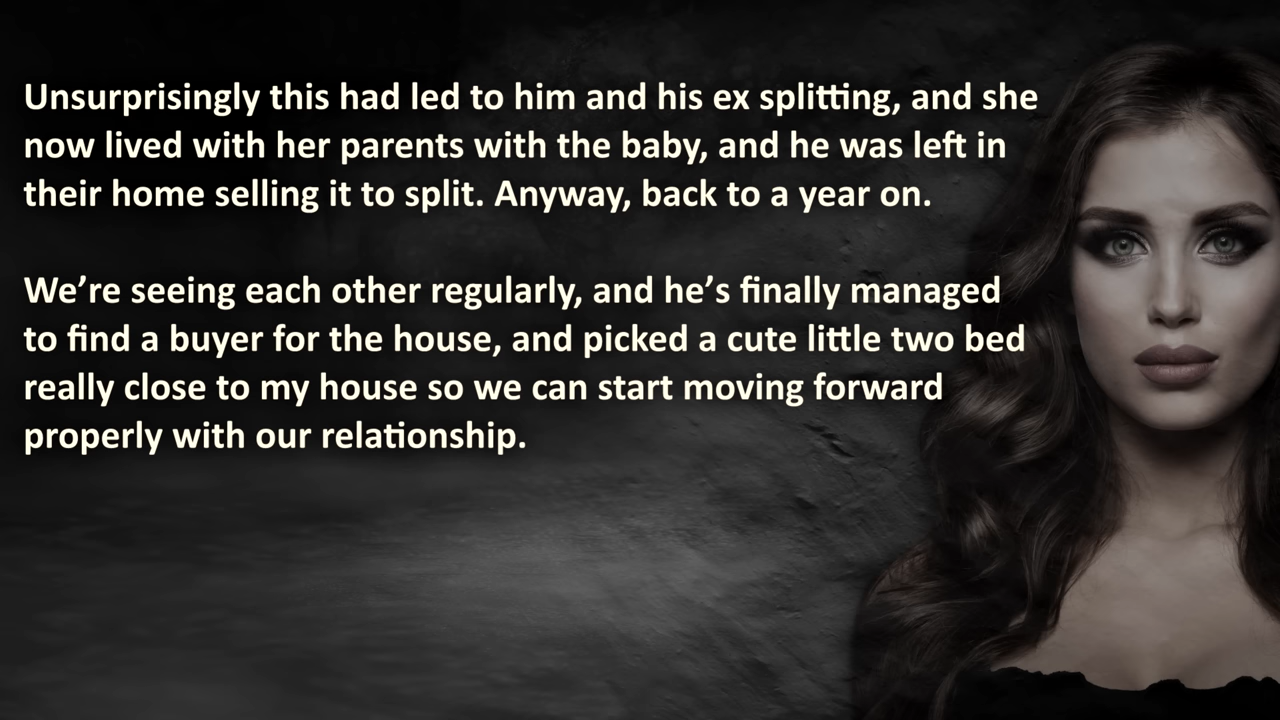 Unsurprisingly this had led to him and his ex splitting, and she
now lived with her parents with the baby, and he was left in
their home selling it to split. Anyway, back to a year on.
We’re seeing each other regularly, and he’s finally managed
to find a buyer for the house, and picked a cute little two bed
really close to my house so we can start moving forward
properly with our relationship.